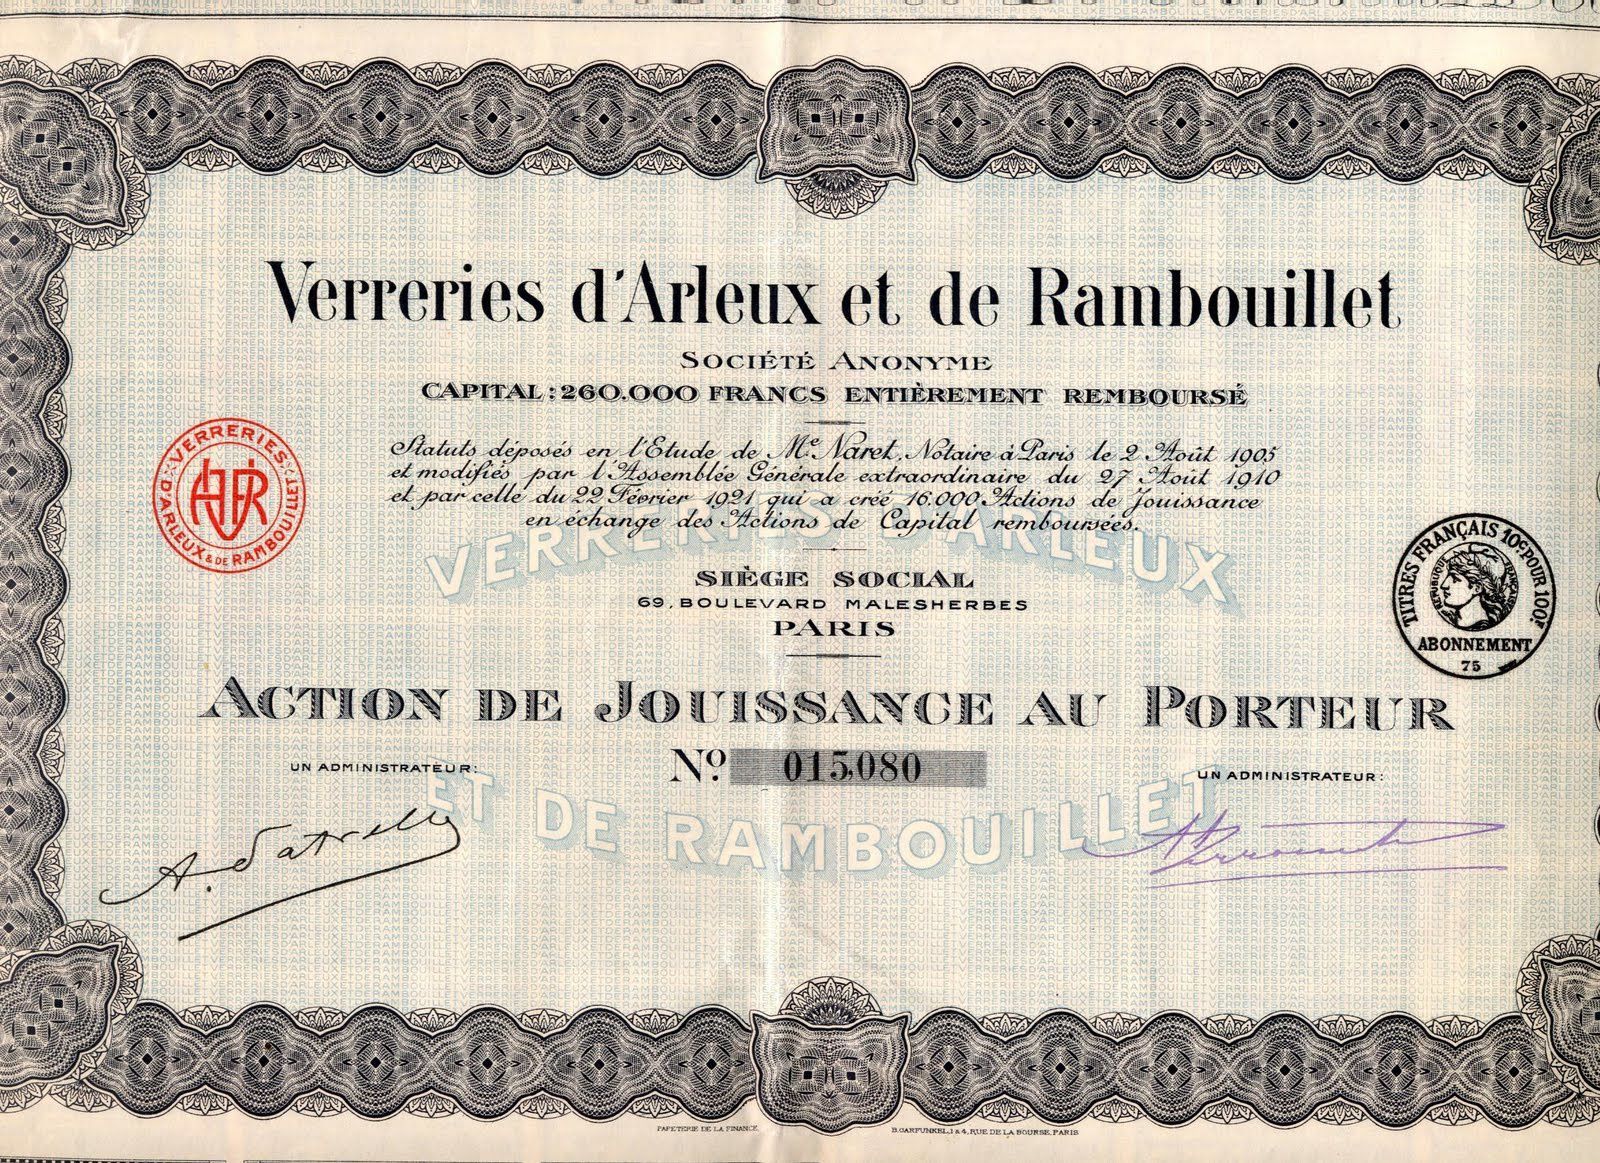 Verreries d'Arleux et de Rambouillet
SOCIÉTÉ ANONYME
CAPITAL : 260.000 FRANCS ENTIÈREMENT REMBOURSÉ
Statuts déposés en l'Etude de Me Naret, Notaire à Paris le 2 Août 1905
et modifiés par l'Assemblée Générale extraordinaire du 27 Août 1910
et par celle du 22 Février 1921 qui a créé 16.000 Actions de Jouissance
en échange des Actions de Capital remboursées.
VERRERIES D'ARLEUX & DE RAMBOUILLET
AVR
VERRERIES D'ARLEUX
SIÈGE SOCIAL
69, BOULEVARD MALESHERBES
PARIS
TITRES FRANÇAIS 10c POUR 100f
REPUBLIQUE FRANÇAISE
ABONNEMENT
75
ACTION DE JOUISSANCE AU PORTEUR
No 015,080
UN ADMINISTRATEUR :
UN ADMINISTRATEUR :
ET DE RAMBOUILLET
PAPETERIE DE LA FINANCE,
B. GARFUNKEL, 1 & 4, RUE DE LA BOURSE, PARIS